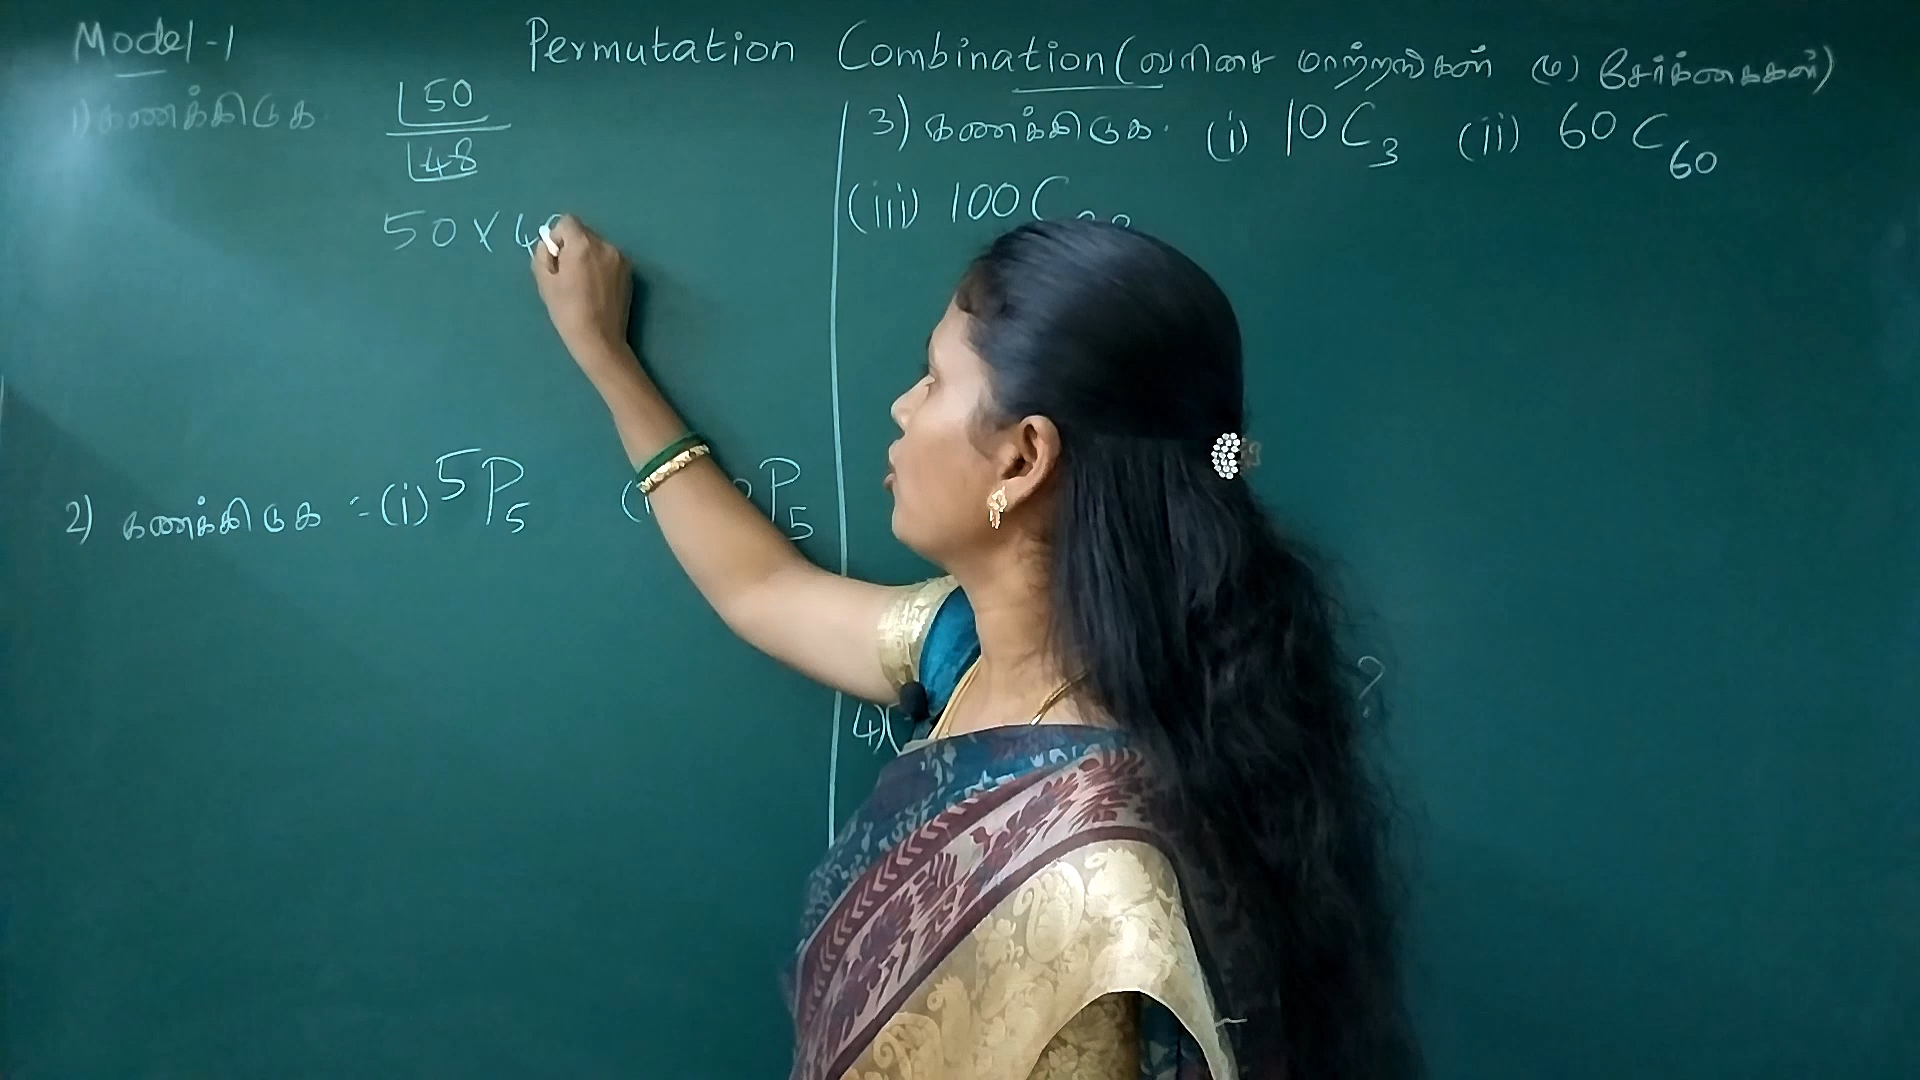 Model-1
Permutation Combination (வரிசை மாற்றங்கள் (ம) சேர்க்கைகள்)
1) கணக்கிடுக
50
48
50 X 4
2) கணக்கிடுக :- (i) 5P5
P5
3) கணக்கிடுக. (i) 10C3 (ii) 60C60
(iii) 100C
4)(
?